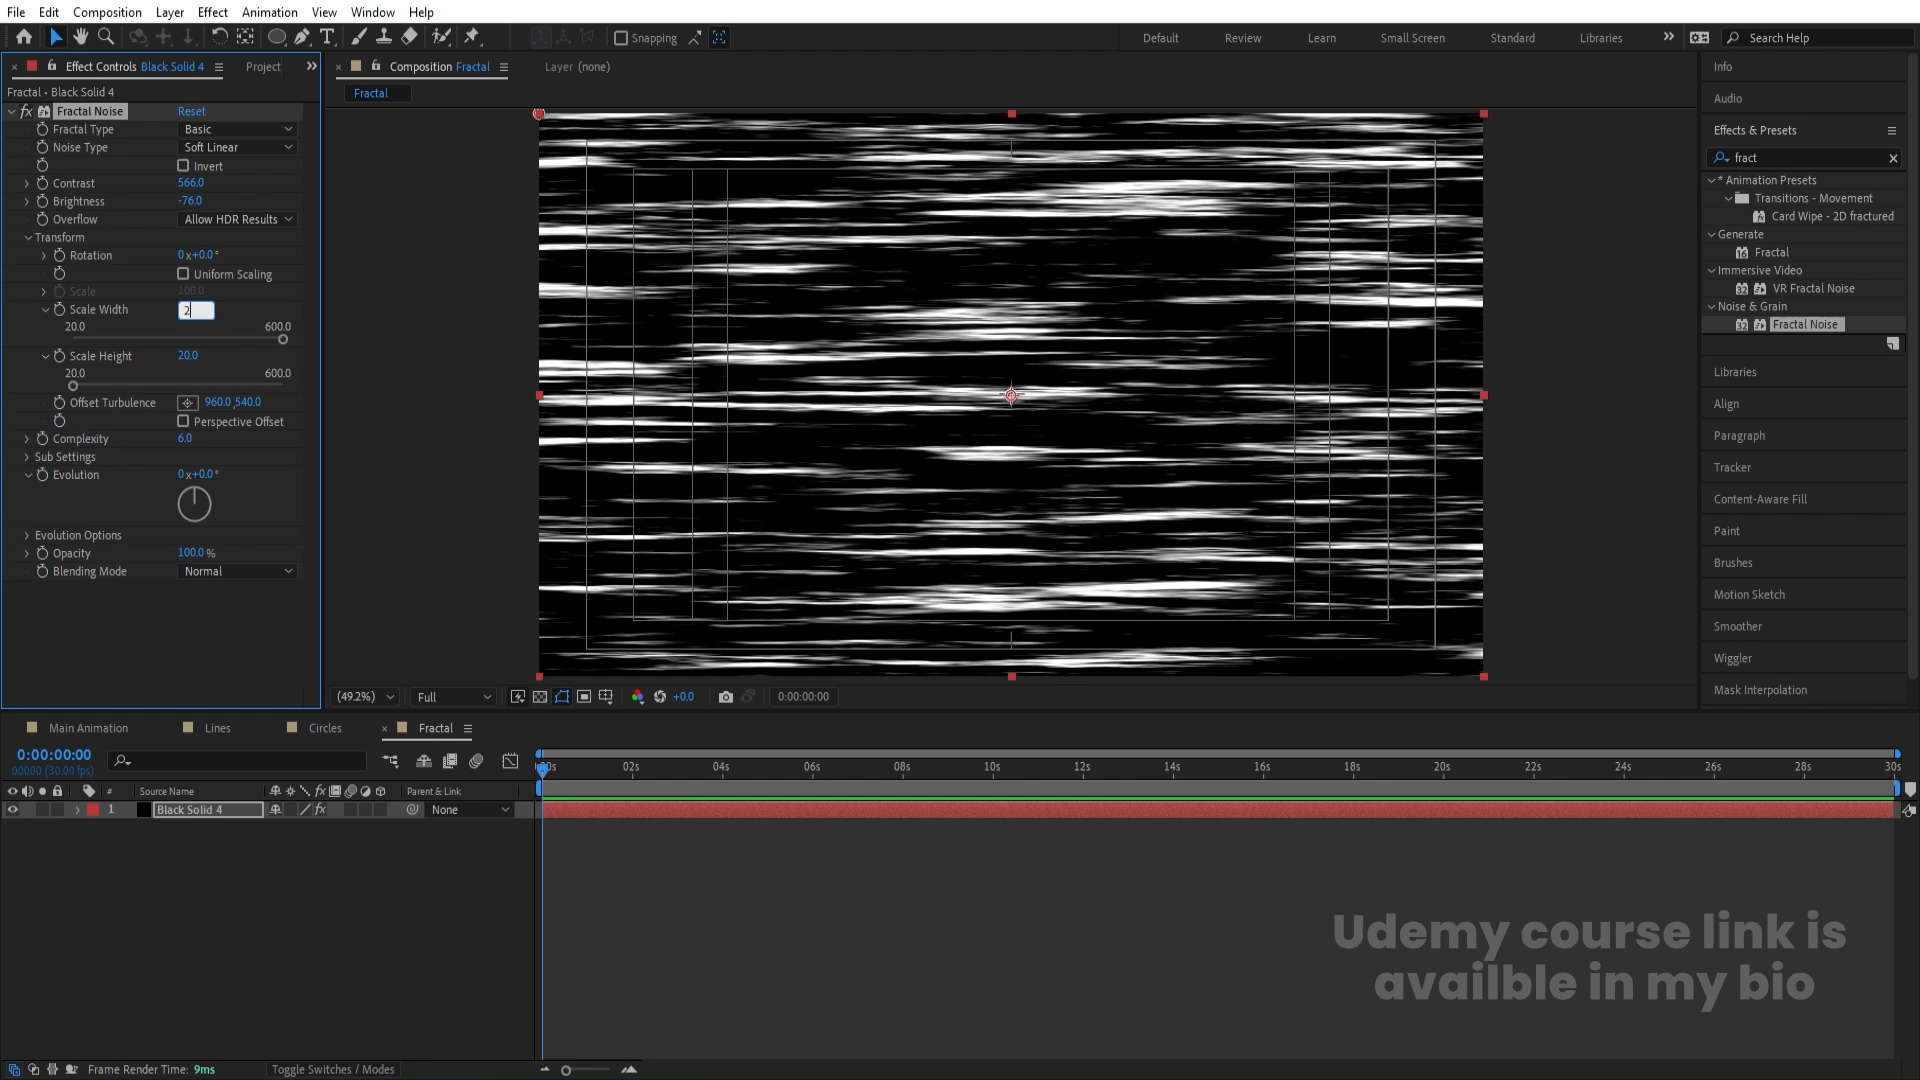 File Edit Composition Layer Effect Animation View Window Help
Snapping
Default Review Learn Small Screen Standard Libraries
Search Help
Effect Controls Black Solid 4
Project
Fractal • Black Solid 4
fx Fractal Noise Reset
Fractal Type Basic
Noise Type Soft Linear
Invert
Contrast 566.0
Brightness -76.0
Overflow Allow HDR Results
Transform
Rotation 0x+0.0°
Uniform Scaling
Scale 100.0
Scale Width 2
20.0 600.0
Scale Height 20.0
20.0 600.0
Offset Turbulence 960.0,540.0
Perspective Offset
Complexity 6.0
Sub Settings
Evolution 0x+0.0°
Evolution Options
Opacity 100.0%
Blending Mode Normal
Composition Fractal
Layer (none)
Fractal
(49.2%) Full +0.0 0:00:00:00
Info
Audio
Effects & Presets
fract
* Animation Presets
Transitions - Movement
Card Wipe - 2D fractured
Generate
16 Fractal
Immersive Video
32 VR Fractal Noise
Noise & Grain
32 Fractal Noise
Libraries
Align
Paragraph
Tracker
Content-Aware Fill
Paint
Brushes
Motion Sketch
Smoother
Wiggler
Mask Interpolation
Main Animation Lines Circles Fractal
0:00:00:00
00000 (30.00 fps)
# Source Name fx Parent & Link
1 Black Solid 4 fx None
:00s 02s 04s 06s 08s 10s 12s 14s 16s 18s 20s 22s 24s 26s 28s 30s
Udemy course link is
availble in my bio
Frame Render Time: 9ms
Toggle Switches / Modes